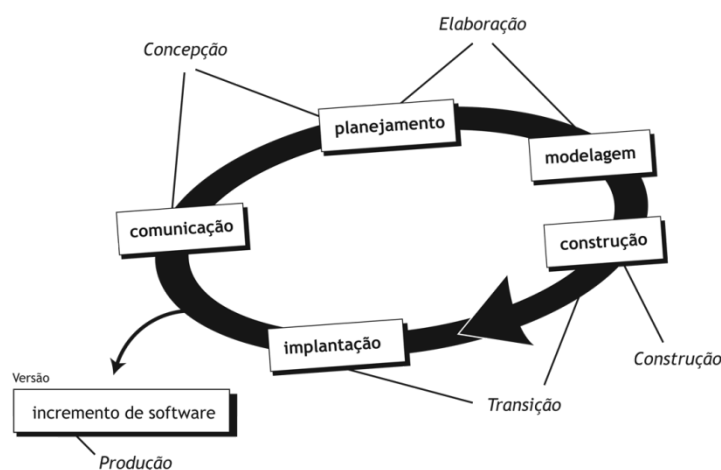 Elaboração
Concepção
planejamento
modelagem
comunicação
construção
implantação
Construção
Versão
Transição
incremento de software
Produção